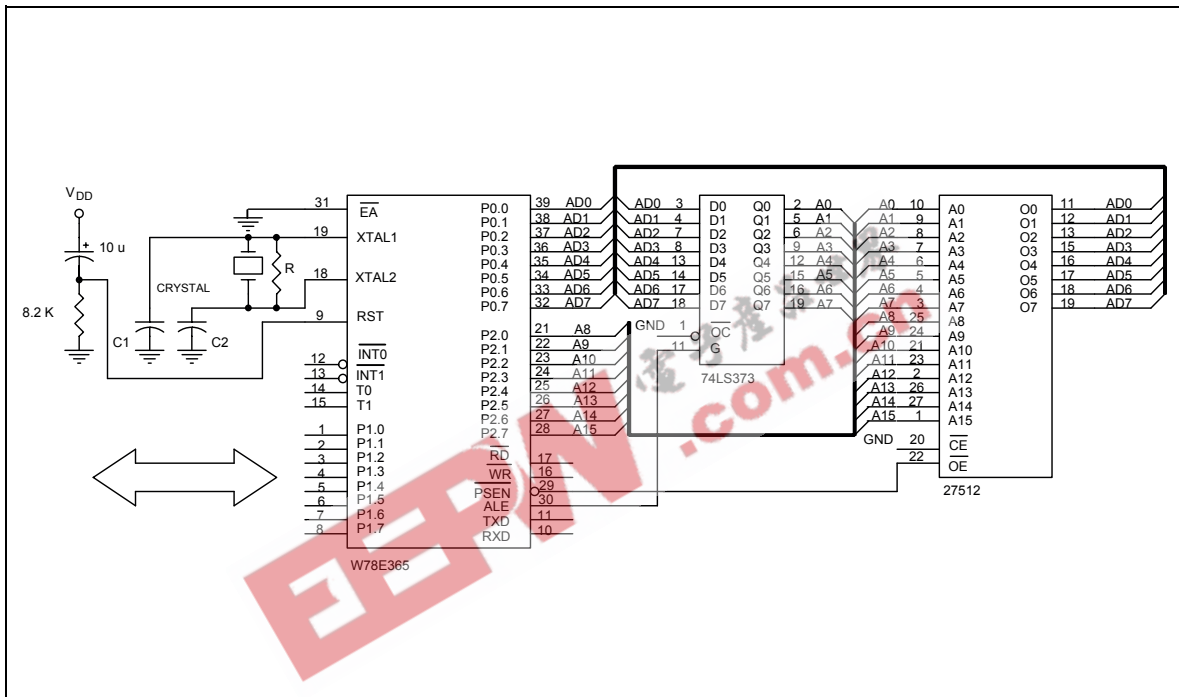 V DD
10 u
8.2 K
C1
C2
CRYSTAL
R
31 EA
19 XTAL1
18 XTAL2
9 RST
12 INT0
13 INT1
14 T0
15 T1
1 P1.0
2 P1.1
3 P1.2
4 P1.3
5 P1.4
6 P1.5
7 P1.6
8 P1.7
P0.0 39 AD0
P0.1 38 AD1
P0.2 37 AD2
P0.3 36 AD3
P0.4 35 AD4
P0.5 34 AD5
P0.6 33 AD6
P0.7 32 AD7
P2.0 21 A8
P2.1 22 A9
P2.2 23 A10
P2.3 24 A11
P2.4 25 A12
P2.5 26 A13
P2.6 27 A14
P2.7 28 A15
RD 17
WR 16
PSEN 29
ALE 30
TXD 11
RXD 10
W78E365
AD0 3 D0 Q0 2 A0
AD1 4 D1 Q1 5 A1
AD2 7 D2 Q2 6 A2
AD3 8 D3 Q3 9 A3
AD4 13 D4 Q4 12 A4
AD5 14 D5 Q5 15 A5
AD6 17 D6 Q6 16 A6
AD7 18 D7 Q7 19 A7
GND 1 OC
11 G
74LS373
A0 10 A0 O0 11 AD0
A1 9 A1 O1 12 AD1
A2 8 A2 O2 13 AD2
A3 7 A3 O3 15 AD3
A4 6 A4 O4 16 AD4
A5 5 A5 O5 17 AD5
A6 4 A6 O6 18 AD6
A7 3 A7 O7 19 AD7
A8 25 A8
A9 24 A9
A10 21 A10
A11 23 A11
A12 2 A12
A13 26 A13
A14 27 A14
A15 1 A15
GND 20 CE
22 OE
27512
EEPW .com.cn
電子產品世界